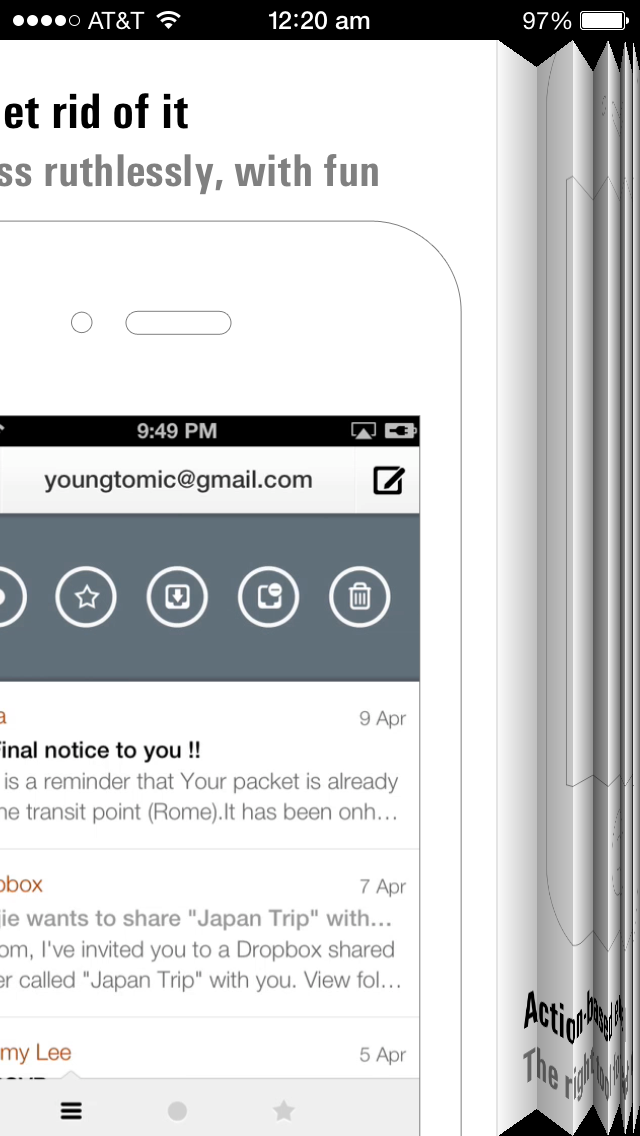 AT&T 12:20 am 97%
et rid of it
ss ruthlessly, with fun
9:49 PM
youngtomic@gmail.com
a 9 Apr
Final notice to you !!
is a reminder that Your packet is already
ne transit point (Rome).It has been onh…
pbox 7 Apr
jie wants to share "Japan Trip" with…
om, I've invited you to a Dropbox shared
er called "Japan Trip" with you. View fol…
my Lee 5 Apr
Action-based
The right tool